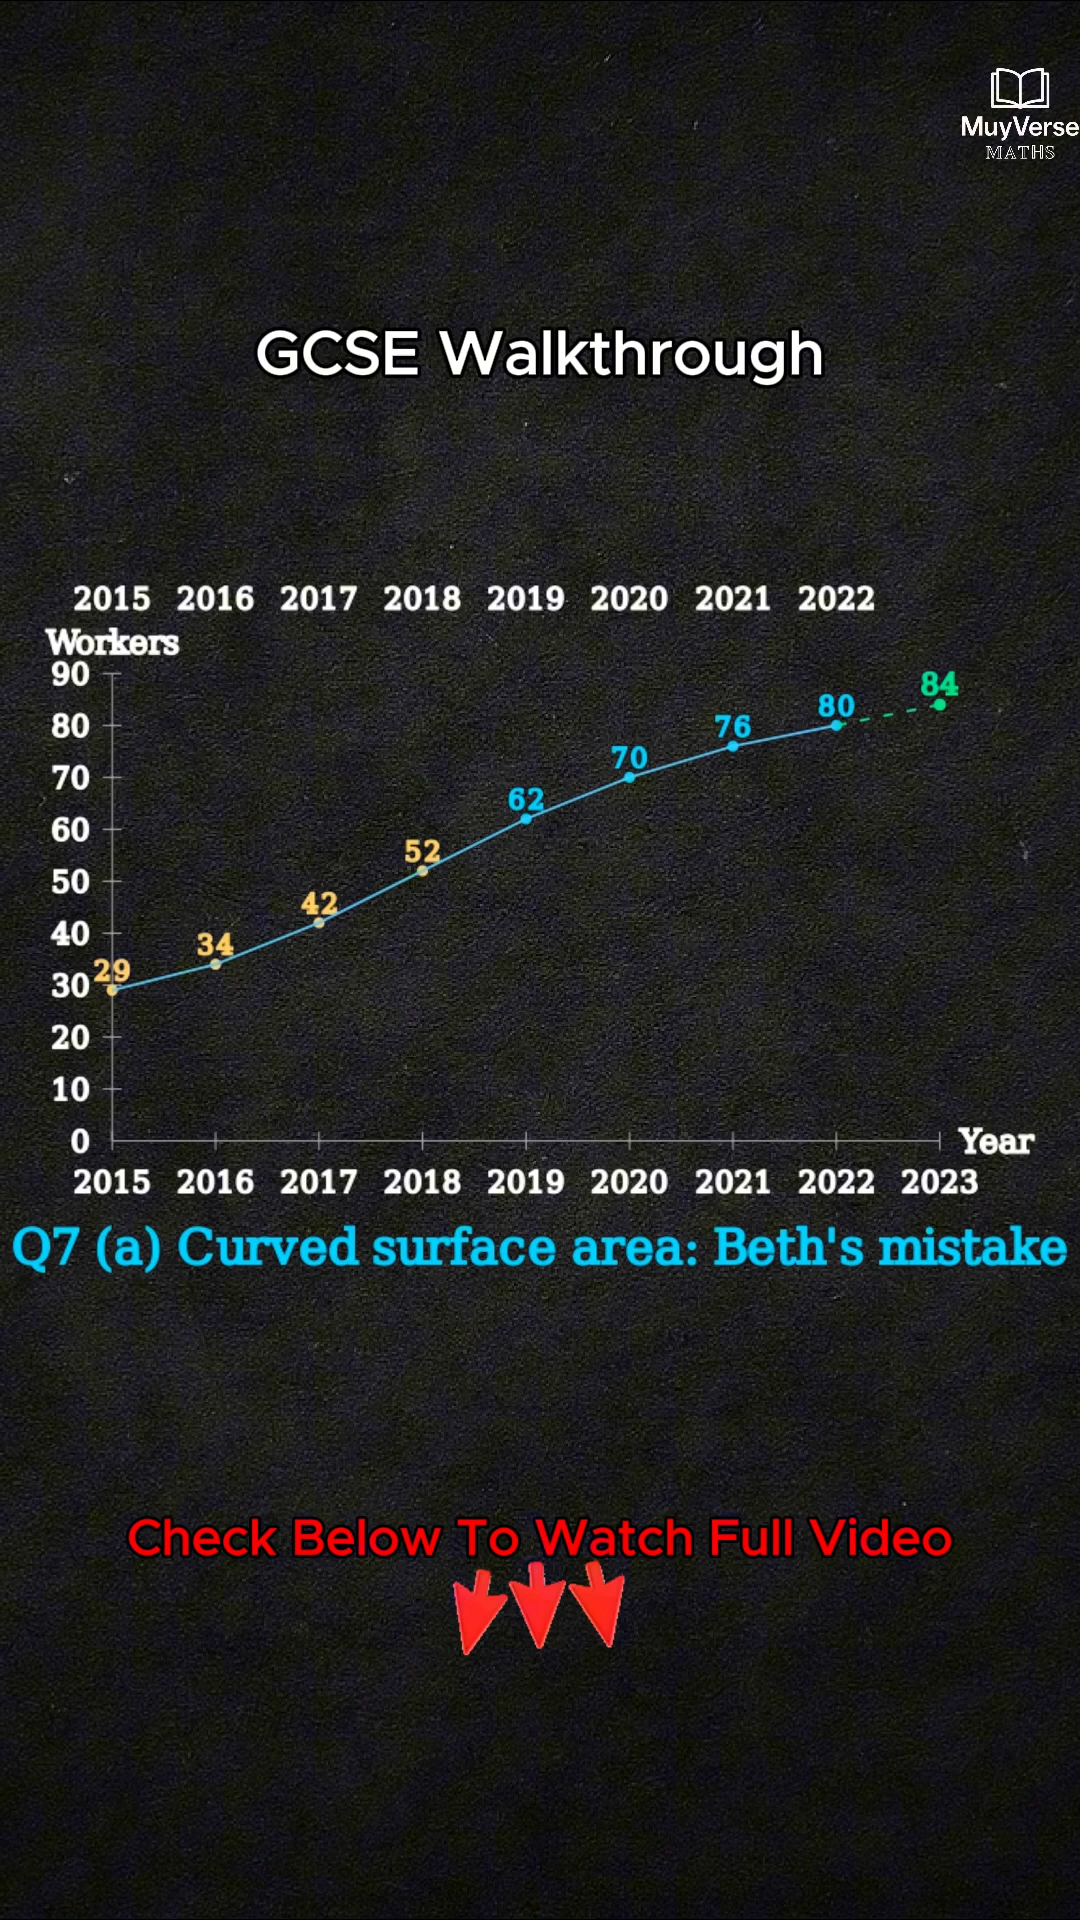 MuyVerse
MATHS
GCSE Walkthrough
2015 2016 2017 2018 2019 2020 2021 2022
Workers
90
80
70
60
50
40
30
20
10
0
29
34
42
52
62
70
76
80
84
Year
2015 2016 2017 2018 2019 2020 2021 2022 2023
Q7 (a) Curved surface area: Beth's mistake
Check Below To Watch Full Video